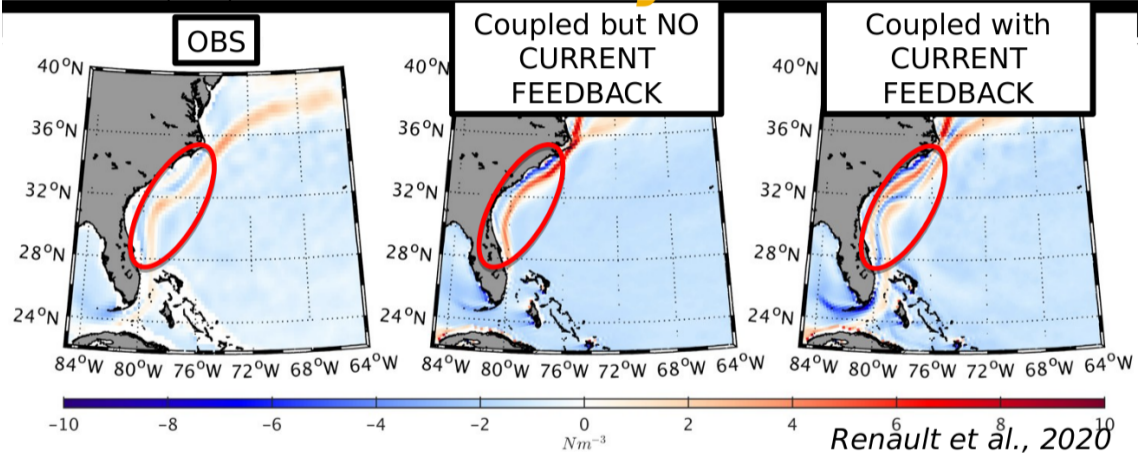 OBS
Coupled but NO
CURRENT
FEEDBACK
Coupled with
CURRENT
FEEDBACK
40°N
36°N
32°N
28°N
24°N
84°W 80°W 76°W 72°W 68°W 64°W
40°N
36°N
32°N
28°N
24°N
84°W 80°W 76°W 72°W 68°W 64°W
40°N
36°N
32°N
28°N
24°N
84°W 80°W 76°W 72°W 68°W 64°W
−10 −8 −6 −4 −2 0 2 4 6 8 10
Nm⁻³
Renault et al., 2020